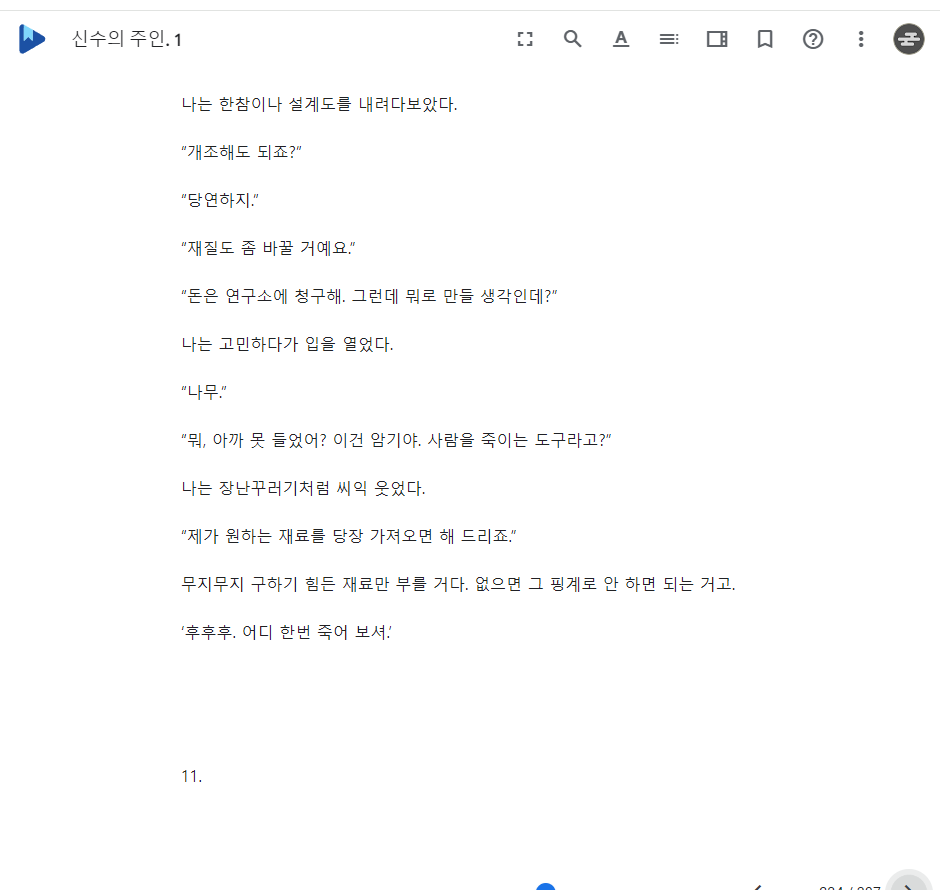 신수의 주인. 1
나는 한참이나 설계도를 내려다보았다.
“개조해도 되죠?”
“당연하지.”
“재질도 좀 바꿀 거예요.”
“돈은 연구소에 청구해. 그런데 뭐로 만들 생각인데?”
나는 고민하다가 입을 열었다.
“나무.”
“뭐, 아까 못 들었어? 이건 암기야. 사람을 죽이는 도구라고?”
나는 장난꾸러기처럼 씨익 웃었다.
“제가 원하는 재료를 당장 가져오면 해 드리죠.”
무지무지 구하기 힘든 재료만 부를 거다. 없으면 그 핑계로 안 하면 되는 거고.
‘후후후. 어디 한번 죽어 보셔.’
11.